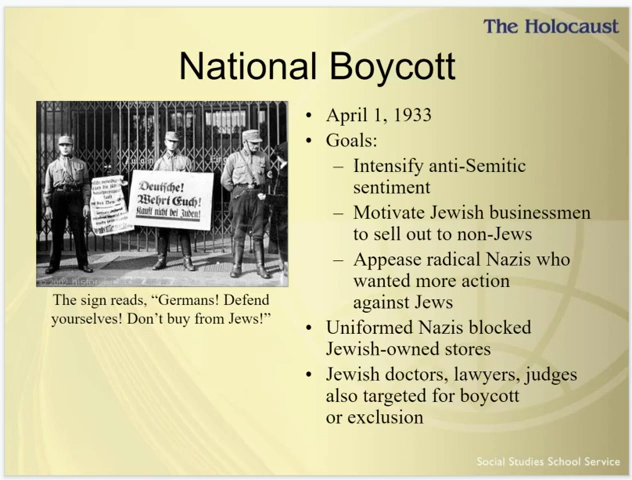 The Holocaust
National Boycott
Deutsche!
Wehrt Euch!
Kauft nicht bei Juden!
The sign reads, “Germans! Defend
yourselves! Don’t buy from Jews!”
• April 1, 1933
• Goals:
– Intensify anti-Semitic
sentiment
– Motivate Jewish businessmen
to sell out to non-Jews
– Appease radical Nazis who
wanted more action
against Jews
• Uniformed Nazis blocked
Jewish-owned stores
• Jewish doctors, lawyers, judges
also targeted for boycott
or exclusion
Social Studies School Service